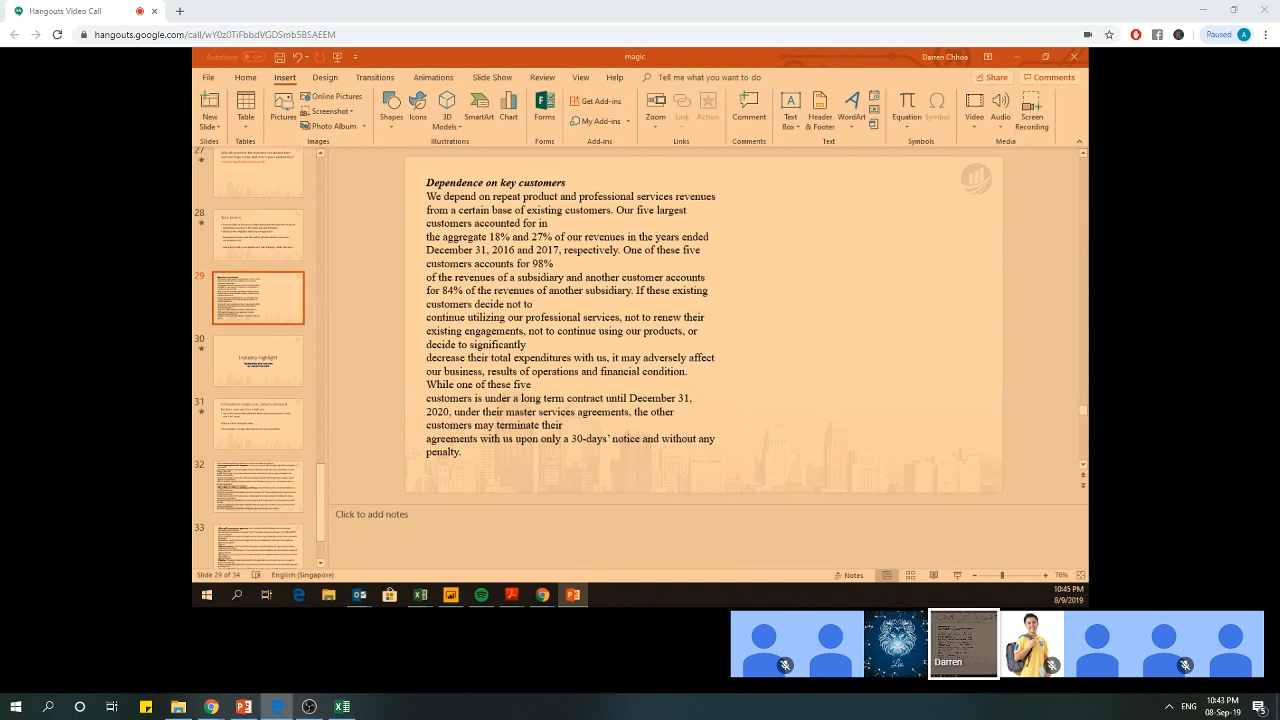 Hangouts Video Call
hangouts.google.com/call/wY0z0TiFbbdVGDSmb5BSAEEM
Paused
A
AutoSave
Off
magic
Darren Chhoa
File
Home
Insert
Design
Transitions
Animations
Slide Show
Review
View
Help
Tell me what you want to do
Share
Comments
New
Slide
Table
Pictures
Online Pictures
Screenshot
Photo Album
Shapes
Icons
3D
Models
SmartArt
Chart
Forms
Get Add-ins
My Add-ins
Zoom
Link
Action
Comment
Text
Box
Header
& Footer
WordArt
Equation
Symbol
Video
Audio
Screen
Recording
Slides
Tables
Images
Illustrations
Forms
Add-ins
Links
Comments
Text
Symbols
Media
27
28
29
30
Industry highlight
31
32
33
Dependence on key customers
We depend on repeat product and professional services revenues
from a certain base of existing customers. Our five largest
customers accounted for in
the aggregate 18% and 27% of our revenues in the years ended
December 31, 2016 and 2017, respectively. One of these five
customers accounts for 98%
of the revenues of a subsidiary and another customer accounts
for 84% of the revenues of another subsidiary. If these existing
customers decide not to
continue utilizing our professional services, not to renew their
existing engagements, not to continue using our products, or
decide to significantly
decrease their total expenditures with us, it may adversely affect
our business, results of operations and financial condition.
While one of these five
customers is under a long term contract until December 31,
2020, under their master services agreements, the other
customers may terminate their
agreements with us upon only a 30-days' notice and without any
penalty.
Click to add notes
Slide 29 of 34
English (Singapore)
Notes
76%
10:45 PM
8/9/2019
Leo
Darren
ENG
10:43 PM
08-Sep-19